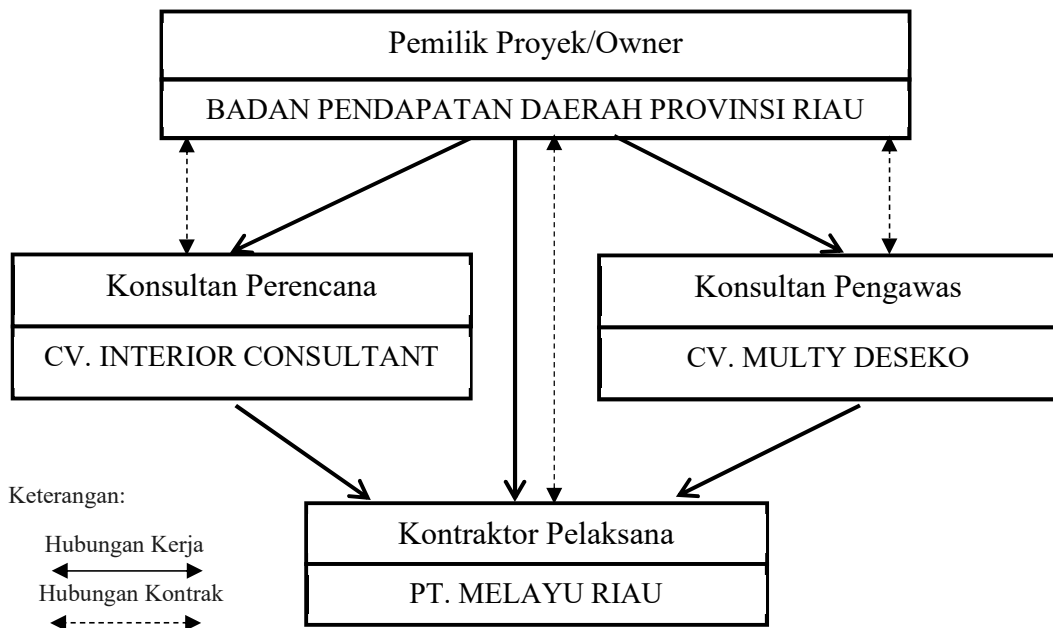 Pemilik Proyek/Owner
BADAN PENDAPATAN DAERAH PROVINSI RIAU
Konsultan Perencana
CV. INTERIOR CONSULTANT
Konsultan Pengawas
CV. MULTY DESEKO
Keterangan:
Hubungan Kerja
Hubungan Kontrak
Kontraktor Pelaksana
PT. MELAYU RIAU